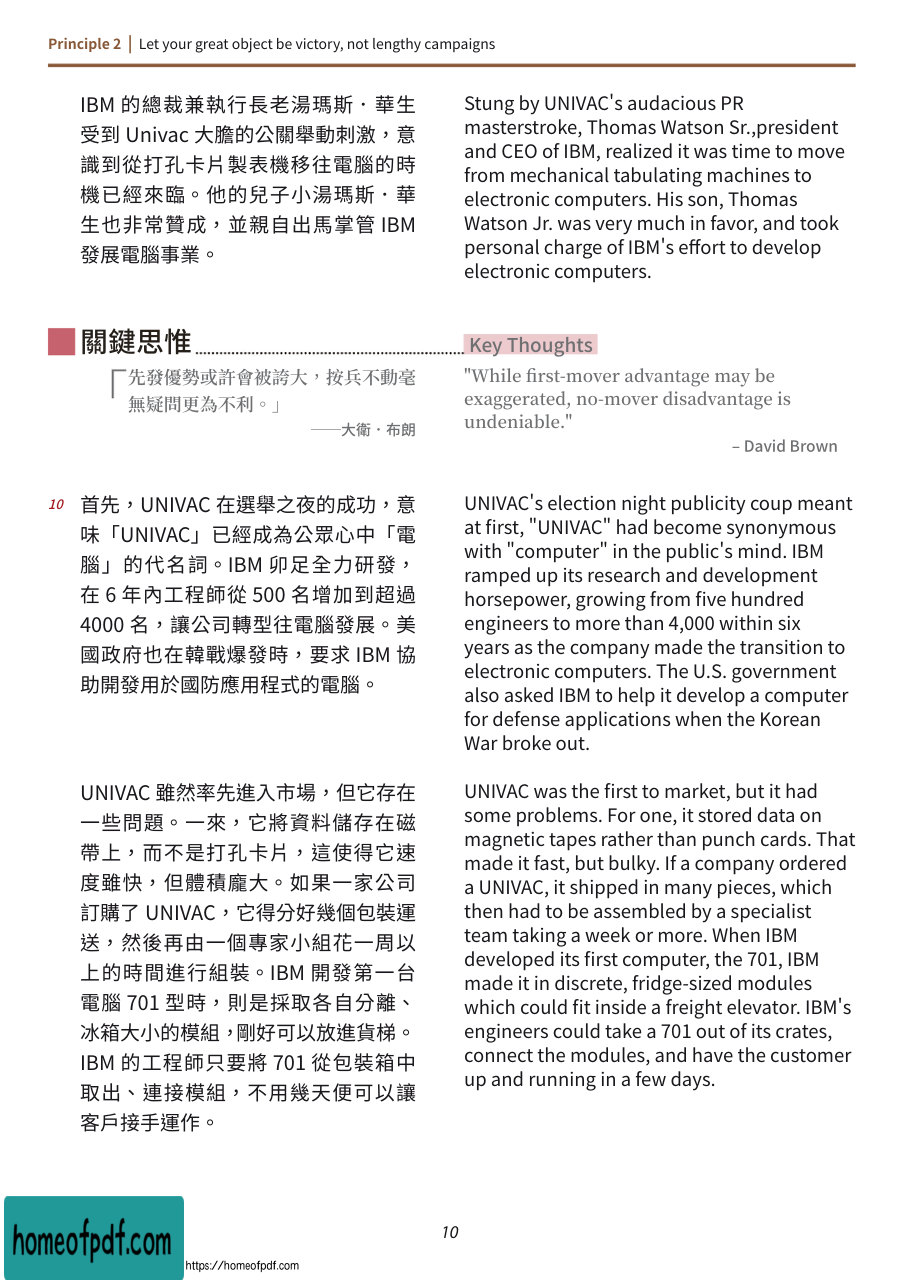 Principle 2 | Let your great object be victory, not lengthy campaigns
IBM 的總裁兼執行長老湯瑪斯．華生
受到 Univac 大膽的公關舉動刺激，意
識到從打孔卡片製表機移往電腦的時
機已經來臨。他的兒子小湯瑪斯．華
生也非常贊成，並親自出馬掌管 IBM
發展電腦事業。
Stung by UNIVAC's audacious PR
masterstroke, Thomas Watson Sr.,president
and CEO of IBM, realized it was time to move
from mechanical tabulating machines to
electronic computers. His son, Thomas
Watson Jr. was very much in favor, and took
personal charge of IBM's effort to develop
electronic computers.
關鍵思惟
Key Thoughts
「先發優勢或許會被誇大，按兵不動毫
無疑問更為不利。」
——大衛．布朗
"While first-mover advantage may be
exaggerated, no-mover disadvantage is
undeniable."
– David Brown
10
首先，UNIVAC 在選舉之夜的成功，意
味「UNIVAC」已經成為公眾心中「電
腦」的代名詞。IBM 卯足全力研發，
在 6 年內工程師從 500 名增加到超過
4000 名，讓公司轉型往電腦發展。美
國政府也在韓戰爆發時，要求 IBM 協
助開發用於國防應用程式的電腦。
UNIVAC's election night publicity coup meant
at first, "UNIVAC" had become synonymous
with "computer" in the public's mind. IBM
ramped up its research and development
horsepower, growing from five hundred
engineers to more than 4,000 within six
years as the company made the transition to
electronic computers. The U.S. government
also asked IBM to help it develop a computer
for defense applications when the Korean
War broke out.
UNIVAC 雖然率先進入市場，但它存在
一些問題。一來，它將資料儲存在磁
帶上，而不是打孔卡片，這使得它速
度雖快，但體積龐大。如果一家公司
訂購了 UNIVAC，它得分好幾個包裝運
送，然後再由一個專家小組花一周以
上的時間進行組裝。IBM 開發第一台
電腦 701 型時，則是採取各自分離、
冰箱大小的模組，剛好可以放進貨梯。
IBM 的工程師只要將 701 從包裝箱中
取出、連接模組，不用幾天便可以讓
客戶接手運作。
UNIVAC was the first to market, but it had
some problems. For one, it stored data on
magnetic tapes rather than punch cards. That
made it fast, but bulky. If a company ordered
a UNIVAC, it shipped in many pieces, which
then had to be assembled by a specialist
team taking a week or more. When IBM
developed its first computer, the 701, IBM
made it in discrete, fridge-sized modules
which could fit inside a freight elevator. IBM's
engineers could take a 701 out of its crates,
connect the modules, and have the customer
up and running in a few days.
10
homeofpdf.com
https://homeofpdf.com